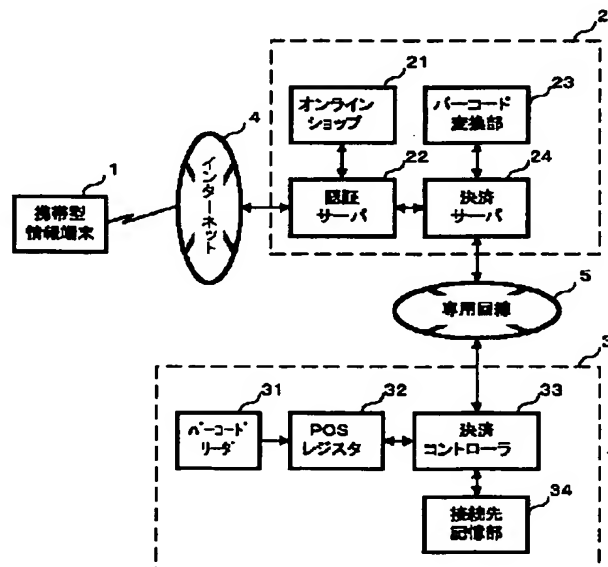 2
21
23
オンライン
ショップ
バーコード
変換部
4
22
24
1
インターネット
認証
サーバ
決済
サーバ
携帯型
情報端末
5
専用回線
3
31
32
33
バーコード
リーダ
POS
レジスタ
決済
コントローラ
34
接続先
記憶部